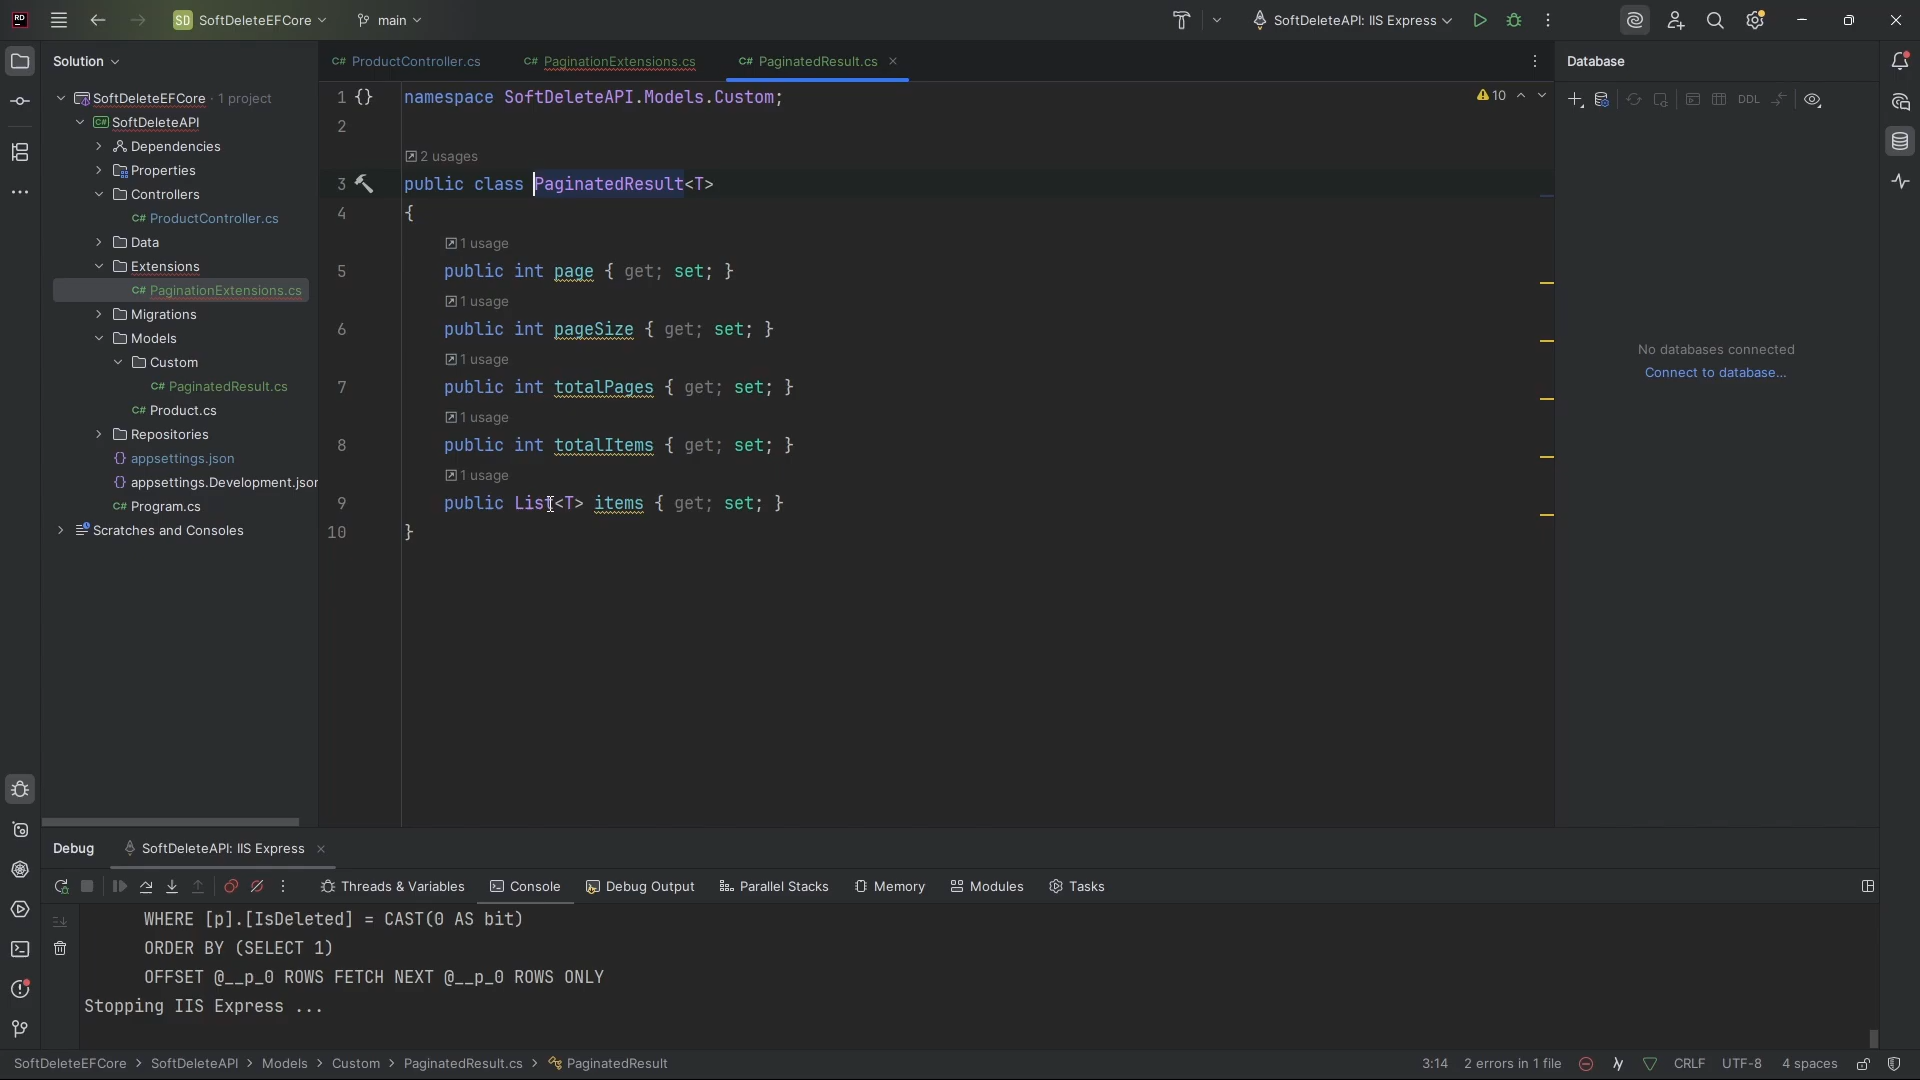 SD SoftDeleteEFCore
main
SoftDeleteAPI: IIS Express
Solution
SoftDeleteEFCore · 1 project
SoftDeleteAPI
Dependencies
Properties
Controllers
C# ProductController.cs
Data
Extensions
C# PaginationExtensions.cs
Migrations
Models
Custom
C# PaginatedResult.cs
C# Product.cs
Repositories
{} appsettings.json
{} appsettings.Development.json
C# Program.cs
Scratches and Consoles
C# ProductController.cs
C# PaginationExtensions.cs
C# PaginatedResult.cs
10
1 {} namespace SoftDeleteAPI.Models.Custom;
2
2 usages
3 public class PaginatedResult<T>
4 {
1 usage
5 public int page { get; set; }
1 usage
6 public int pageSize { get; set; }
1 usage
7 public int totalPages { get; set; }
1 usage
8 public int totalItems { get; set; }
1 usage
9 public List<T> items { get; set; }
10 }
Database
DDL
No databases connected
Connect to database...
Debug
SoftDeleteAPI: IIS Express
Threads & Variables
Console
Debug Output
Parallel Stacks
Memory
Modules
Tasks
WHERE [p].[IsDeleted] = CAST(0 AS bit)
ORDER BY (SELECT 1)
OFFSET @__p_0 ROWS FETCH NEXT @__p_0 ROWS ONLY
Stopping IIS Express ...
SoftDeleteEFCore > SoftDeleteAPI > Models > Custom > PaginatedResult.cs > PaginatedResult
3:14
2 errors in 1 file
CRLF
UTF-8
4 spaces